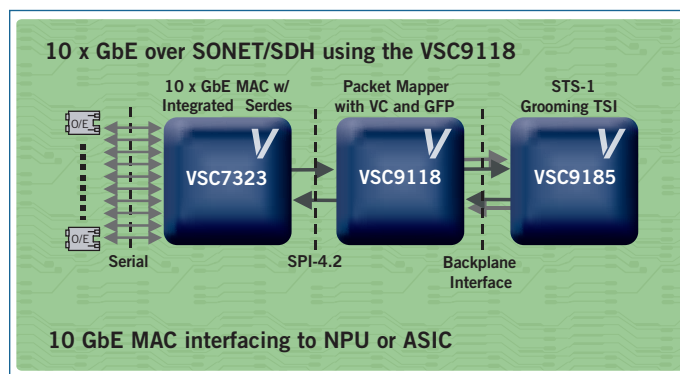 10 x GbE over SONET/SDH using the VSC9118
10 x GbE MAC w/
Integrated Serdes
Packet Mapper
with VC and GFP
STS-1
Grooming TSI
O/E
VSC7323
VSC9118
VSC9185
O/E
Serial
SPI-4.2
Backplane
Interface
10 GbE MAC interfacing to NPU or ASIC